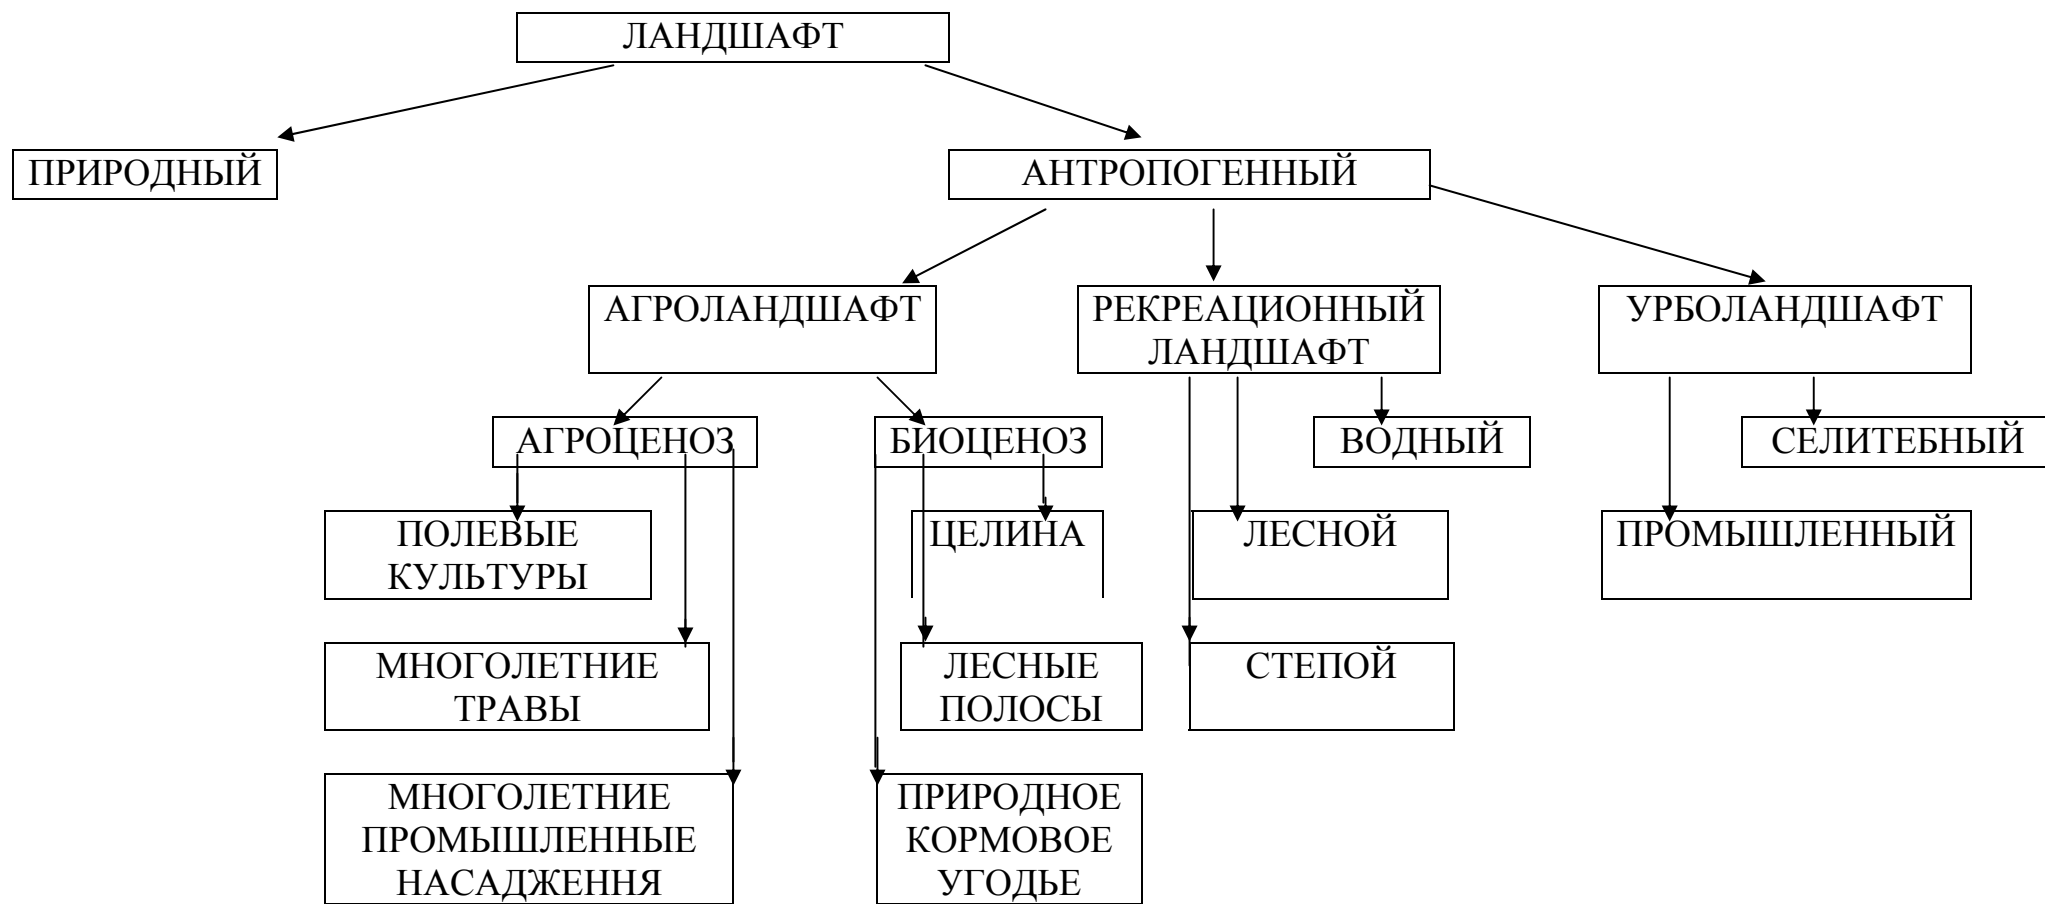 ЛАНДШАФТ
ПРИРОДНЫЙ
АНТРОПОГЕННЫЙ
АГРОЛАНДШАФТ
РЕКРЕАЦИОННЫЙ
ЛАНДШАФТ
УРБОЛАНДШАФТ
АГРОЦЕНОЗ
БИОЦЕНОЗ
ВОДНЫЙ
СЕЛИТЕБНЫЙ
ПОЛЕВЫЕ
КУЛЬТУРЫ
ЦЕЛИНА
ЛЕСНОЙ
ПРОМЫШЛЕННЫЙ
МНОГОЛЕТНИЕ
ТРАВЫ
ЛЕСНЫЕ
ПОЛОСЫ
СТЕПОЙ
МНОГОЛЕТНИЕ
ПРОМЫШЛЕННЫЕ
НАСАДЖЕННЯ
ПРИРОДНОЕ
КОРМОВОЕ
УГОДЬЕ